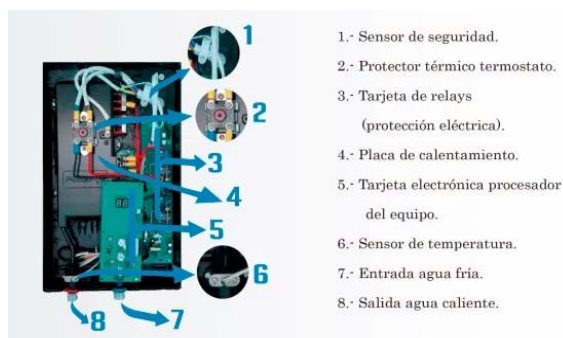 1
2
3
4
5
6
7
8
1.- Sensor de seguridad.
2.- Protector térmico termostato.
3.- Tarjeta de relays
(protección eléctrica).
4.- Placa de calentamiento.
5.- Tarjeta electrónica procesador
del equipo.
6.- Sensor de temperatura.
7.- Entrada agua fría.
8.- Salida agua caliente.